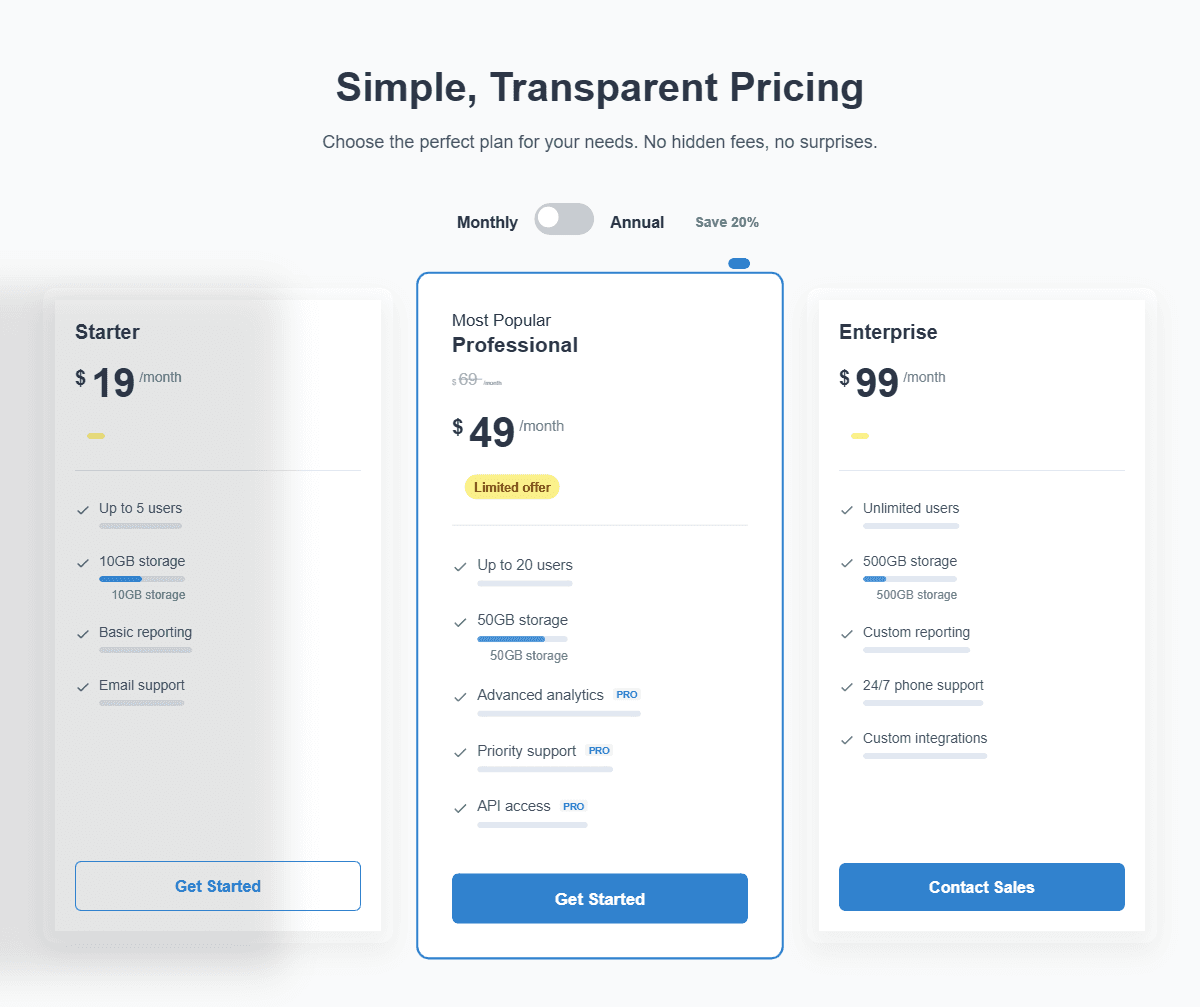 Simple, Transparent Pricing
Choose the perfect plan for your needs. No hidden fees, no surprises.
Monthly Annual Save 20%
Starter
$ 19 /month
Up to 5 users
10GB storage
10GB storage
Basic reporting
Email support
Get Started
Most Popular
Professional
$ 69 /month
$ 49 /month
Limited offer
Up to 20 users
50GB storage
50GB storage
Advanced analytics PRO
Priority support PRO
API access PRO
Get Started
Enterprise
$ 99 /month
Unlimited users
500GB storage
500GB storage
Custom reporting
24/7 phone support
Custom integrations
Contact Sales